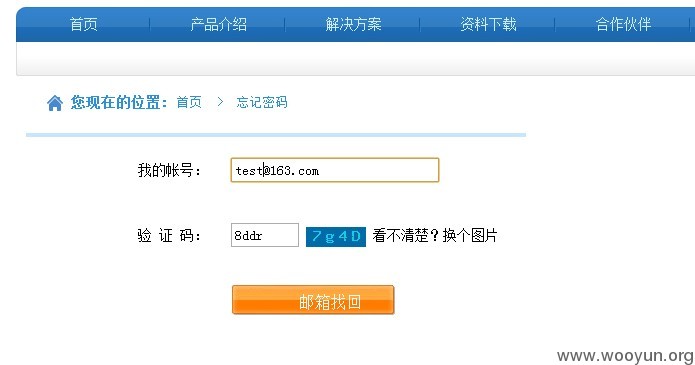 首页 产品介绍 解决方案 资料下载 合作伙伴
您现在的位置： 首页 > 忘记密码
我的帐号： test@163.com
验 证 码： 8ddr 7g4D 看不清楚？换个图片
邮箱找回
www.wooyun.org